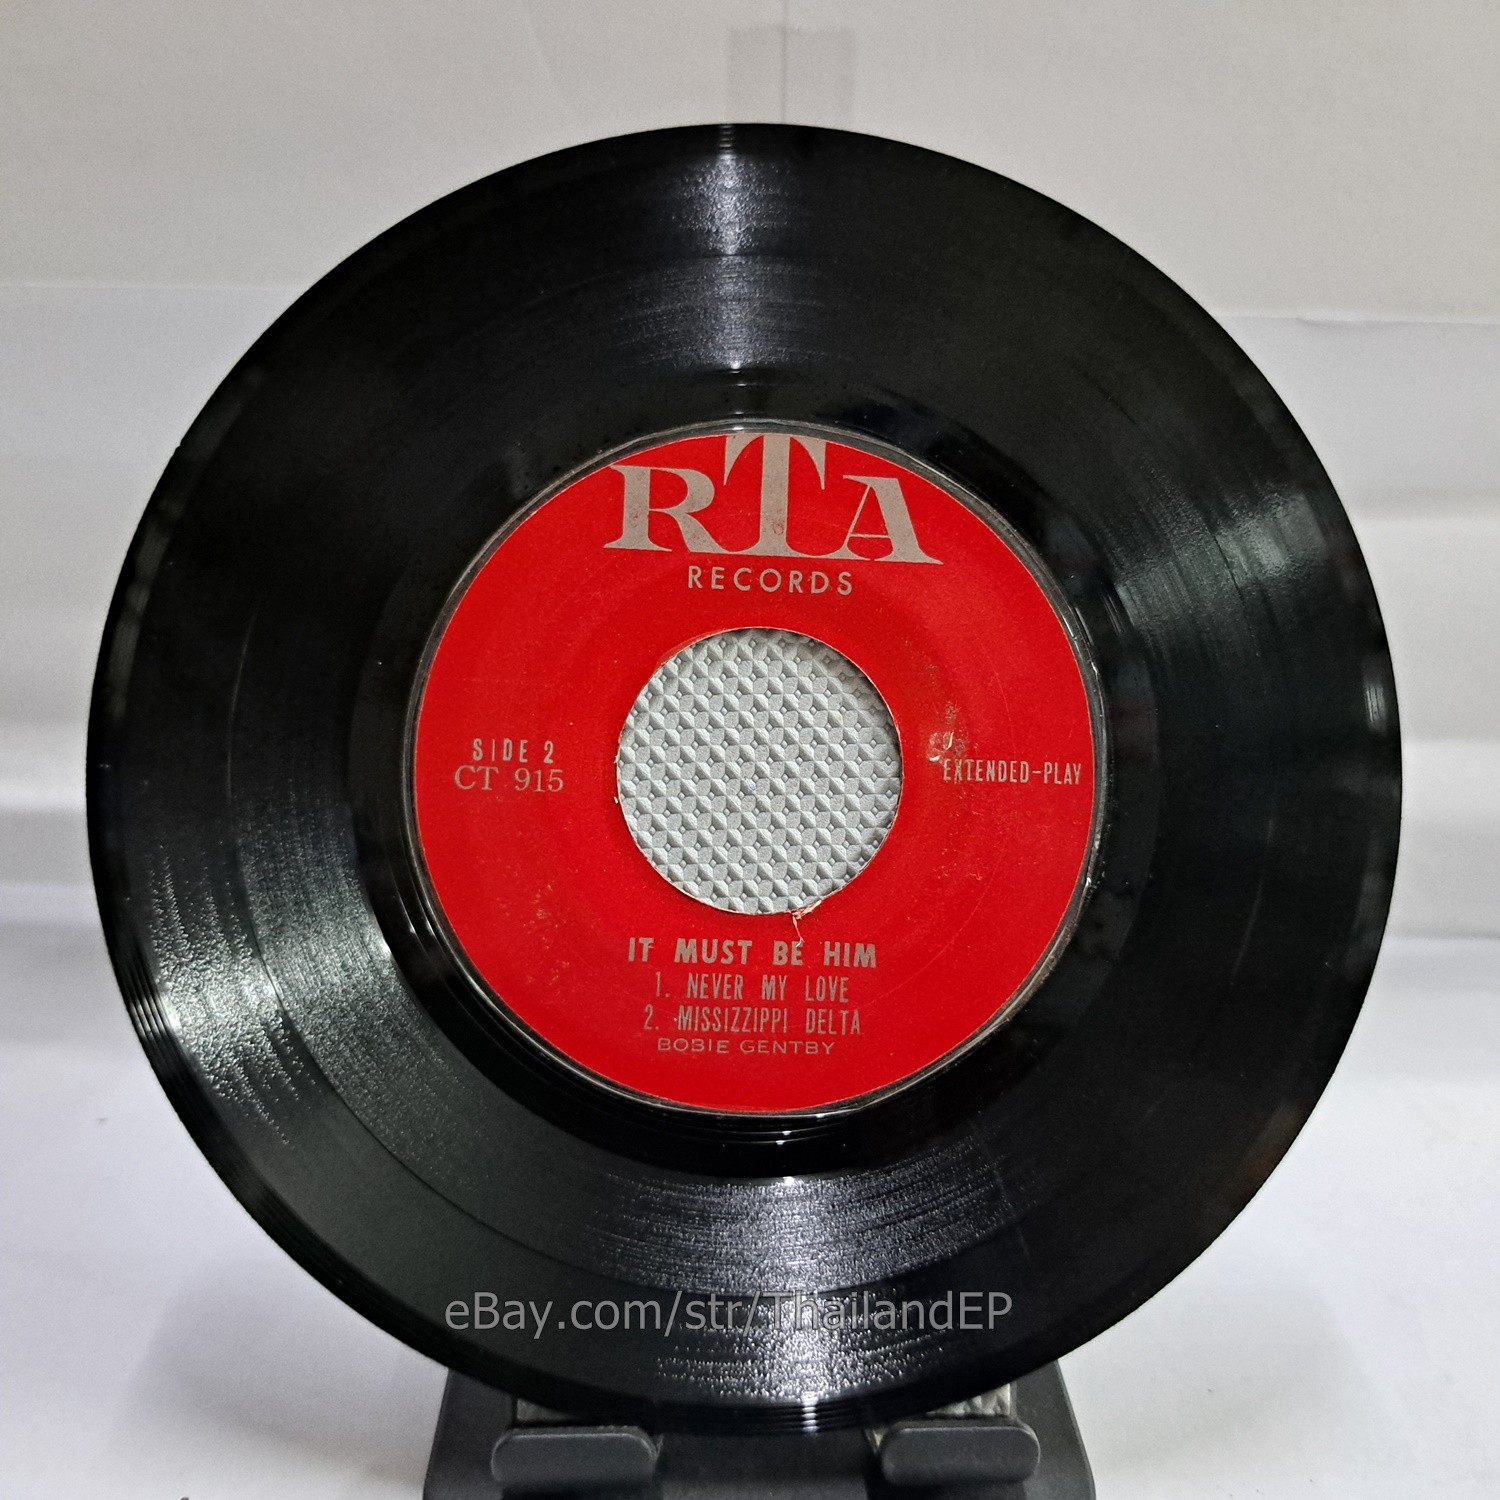 RTA
RECORDS
SIDE 2
CT 915
EXTENDED-PLAY
IT MUST BE HIM
1. NEVER MY LOVE
2. MISSIZZIPPI DELTA
BOBIE GENTBY
eBay.com/str/ThailandEP